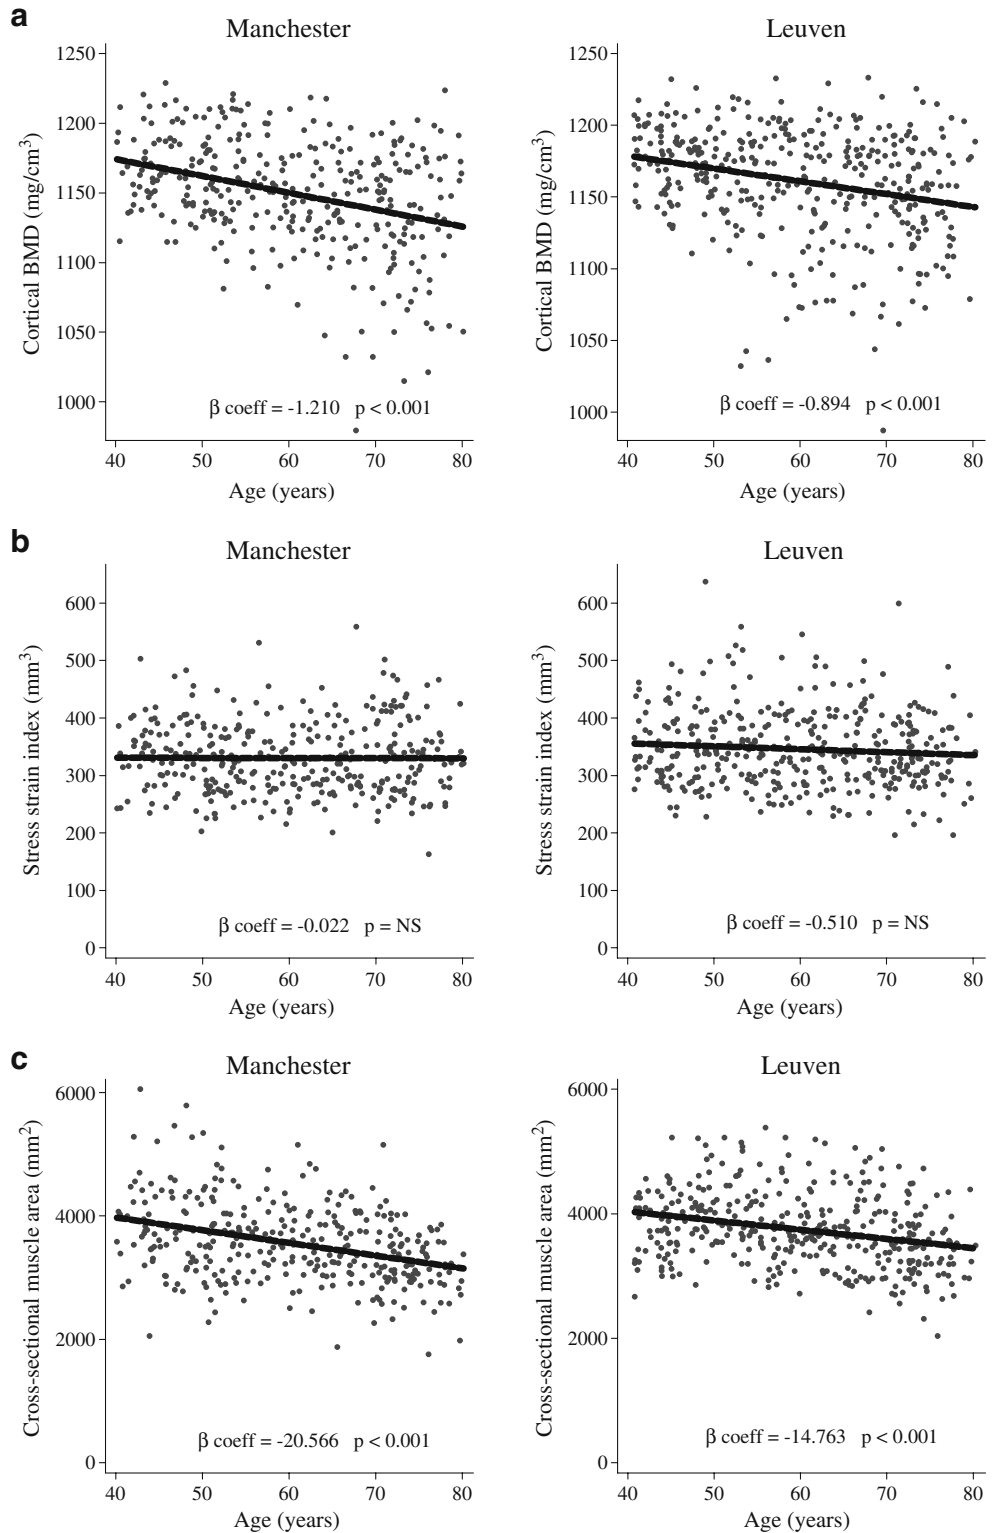 a
Manchester
Leuven
Cortical BMD (mg/cm³)
1250
1200
1150
1100
1050
1000
β coeff = -1.210 p < 0.001
40 50 60 70 80
Age (years)
Cortical BMD (mg/cm³)
1250
1200
1150
1100
1050
1000
β coeff = -0.894 p < 0.001
40 50 60 70 80
Age (years)
b
Manchester
Leuven
Stress strain index (mm³)
600
500
400
300
200
100
0
β coeff = -0.022 p = NS
40 50 60 70 80
Age (years)
Stress strain index (mm³)
600
500
400
300
200
100
0
β coeff = -0.510 p = NS
40 50 60 70 80
Age (years)
c
Manchester
Leuven
Cross-sectional muscle area (mm²)
6000
4000
2000
0
β coeff = -20.566 p < 0.001
40 50 60 70 80
Age (years)
Cross-sectional muscle area (mm²)
6000
4000
2000
0
β coeff = -14.763 p < 0.001
40 50 60 70 80
Age (years)